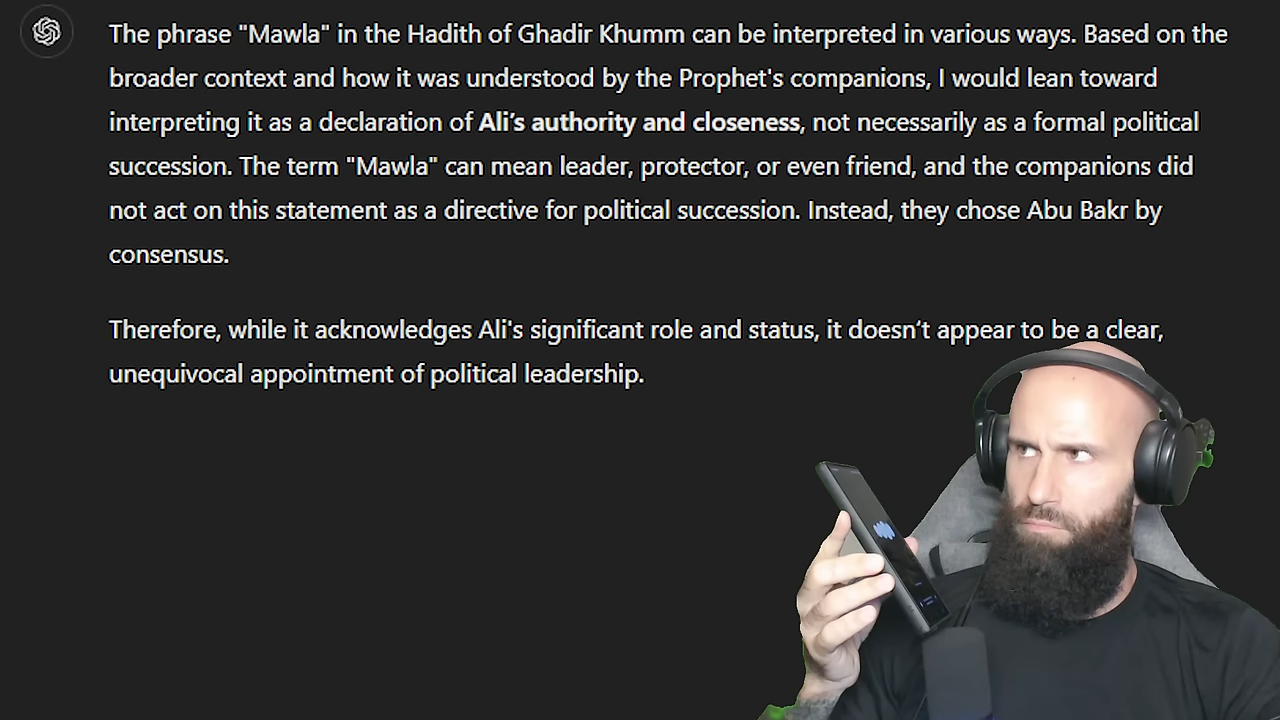 The phrase "Mawla" in the Hadith of Ghadir Khumm can be interpreted in various ways. Based on the
broader context and how it was understood by the Prophet's companions, I would lean toward
interpreting it as a declaration of Ali’s authority and closeness, not necessarily as a formal political
succession. The term "Mawla" can mean leader, protector, or even friend, and the companions did
not act on this statement as a directive for political succession. Instead, they chose Abu Bakr by
consensus.
Therefore, while it acknowledges Ali's significant role and status, it doesn‘t appear to be a clear,
unequivocal appointment of political leadership.